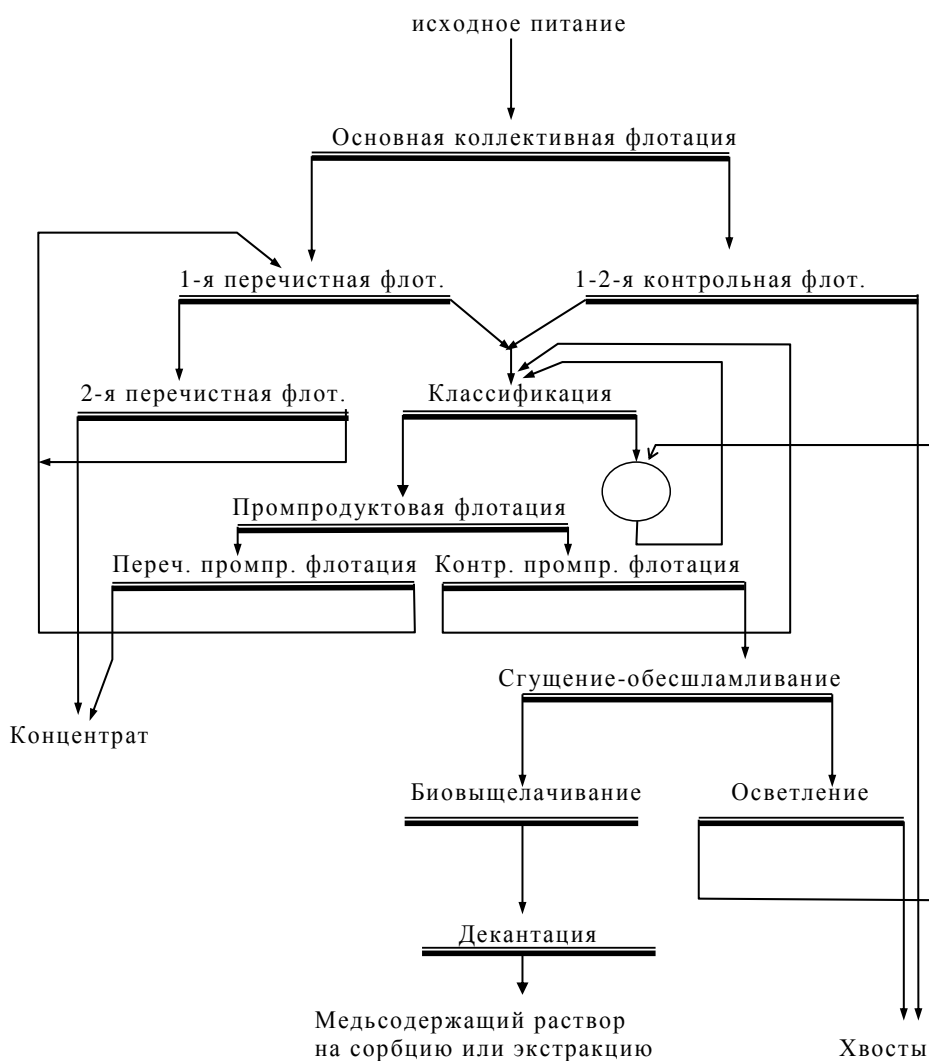 исходное питание
Основная коллективная флотация
1-я перечистная флот.
1-2-я контрольная флот.
2-я перечистная флот.
Классификация
Промпродуктовая флотация
Переч. промпр. флотация
Контр. промпр. флотация
Сгущение-обесшламливание
Концентрат
Биовыщелачивание
Осветление
Декантация
Медьсодержащий раствор
на сорбцию или экстракцию
Хвосты